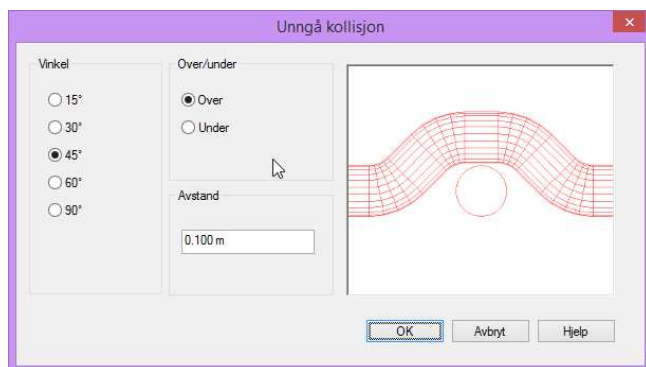 Unngå kollisjon
Vinkel
15°
30°
45°
60°
90°
Over/under
Over
Under
Avstand
0.100 m
OK
Avbryt
Hjelp